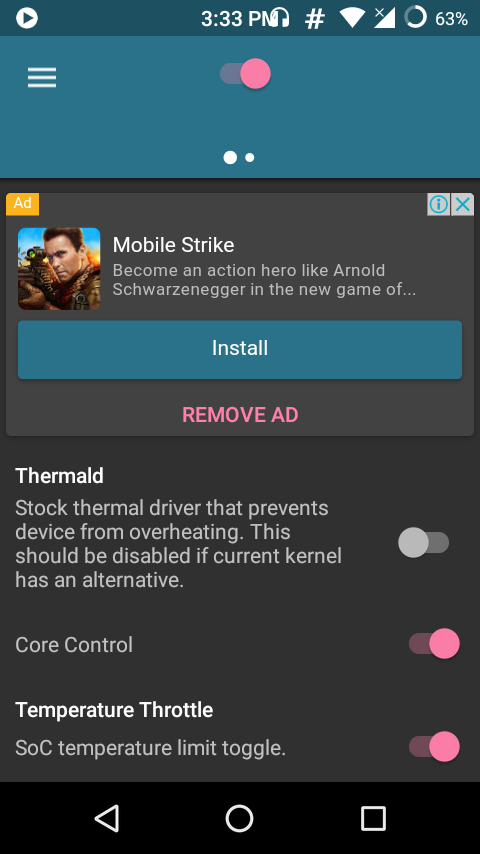 3:33 PM # 63%
Ad
Mobile Strike
Become an action hero like Arnold
Schwarzenegger in the new game of...
Install
REMOVE AD
Thermald
Stock thermal driver that prevents
device from overheating. This
should be disabled if current kernel
has an alternative.
Core Control
Temperature Throttle
SoC temperature limit toggle.